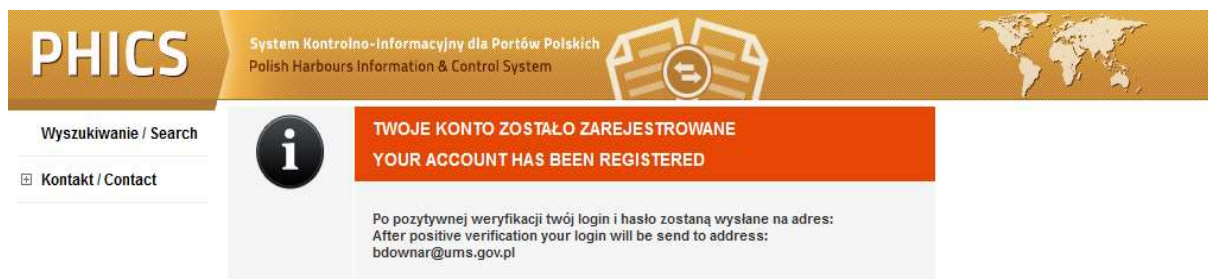 PHICS
System Kontrolno-Informacyjny dla Portów Polskich
Polish Harbours Information & Control System
Wyszukiwanie / Search
Kontakt / Contact
TWOJE KONTO ZOSTAŁO ZAREJESTROWANE
YOUR ACCOUNT HAS BEEN REGISTERED
Po pozytywnej weryfikacji twój login i hasło zostaną wysłane na adres:
After positive verification your login will be send to address:
bdownar@ums.gov.pl